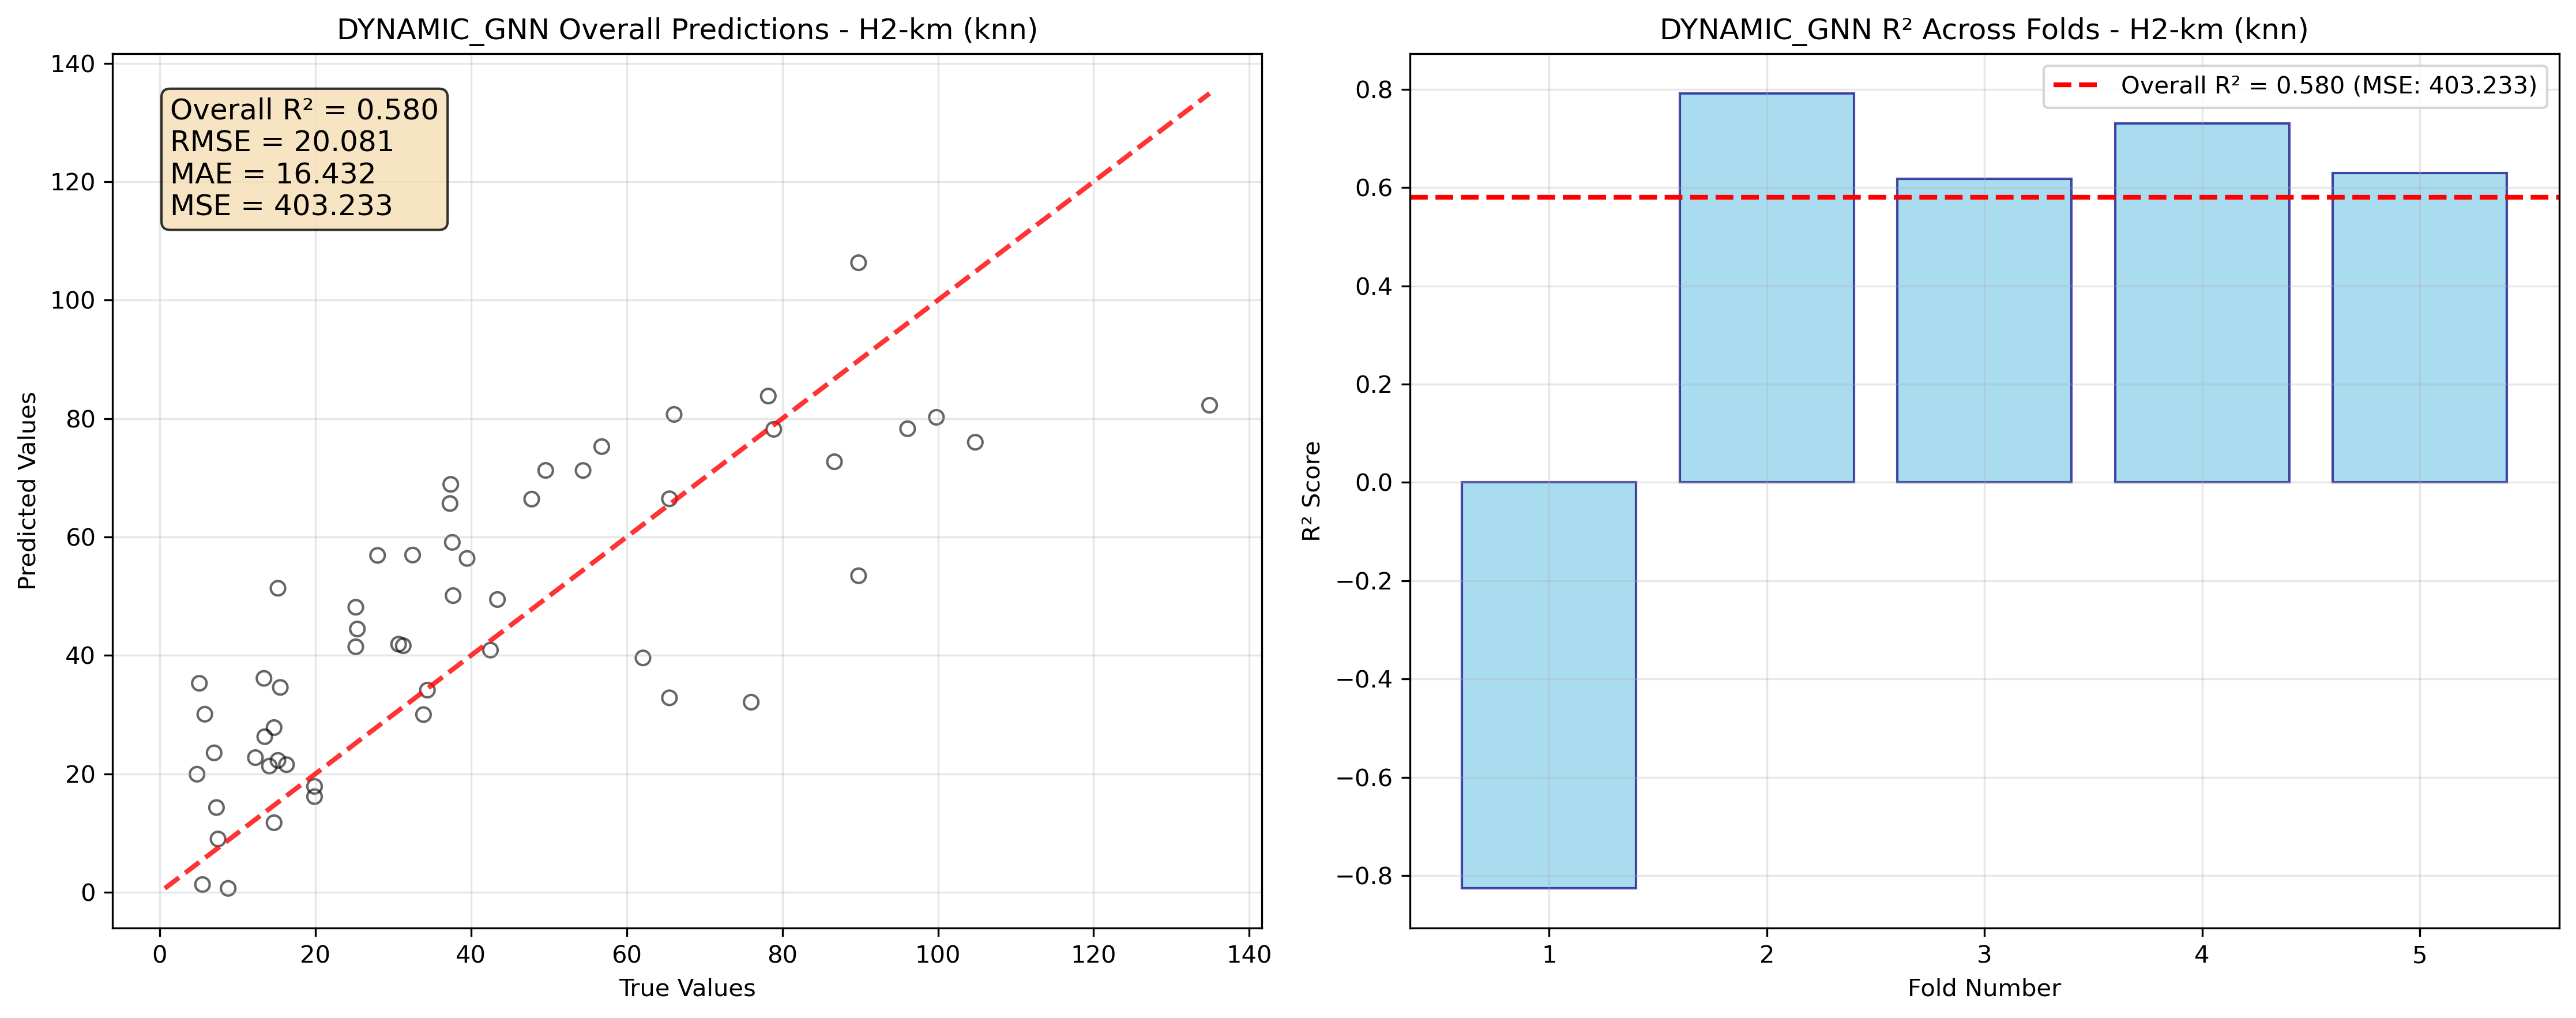 DYNAMIC_GNN Overall Predictions - H2-km (knn)
Overall R² = 0.580
RMSE = 20.081
MAE = 16.432
MSE = 403.233
140
120
100
80
60
40
20
0
Predicted Values
0 20 40 60 80 100 120 140
True Values
DYNAMIC_GNN R² Across Folds - H2-km (knn)
Overall R² = 0.580 (MSE: 403.233)
0.8
0.6
0.4
0.2
0.0
−0.2
−0.4
−0.6
−0.8
R² Score
1 2 3 4 5
Fold Number